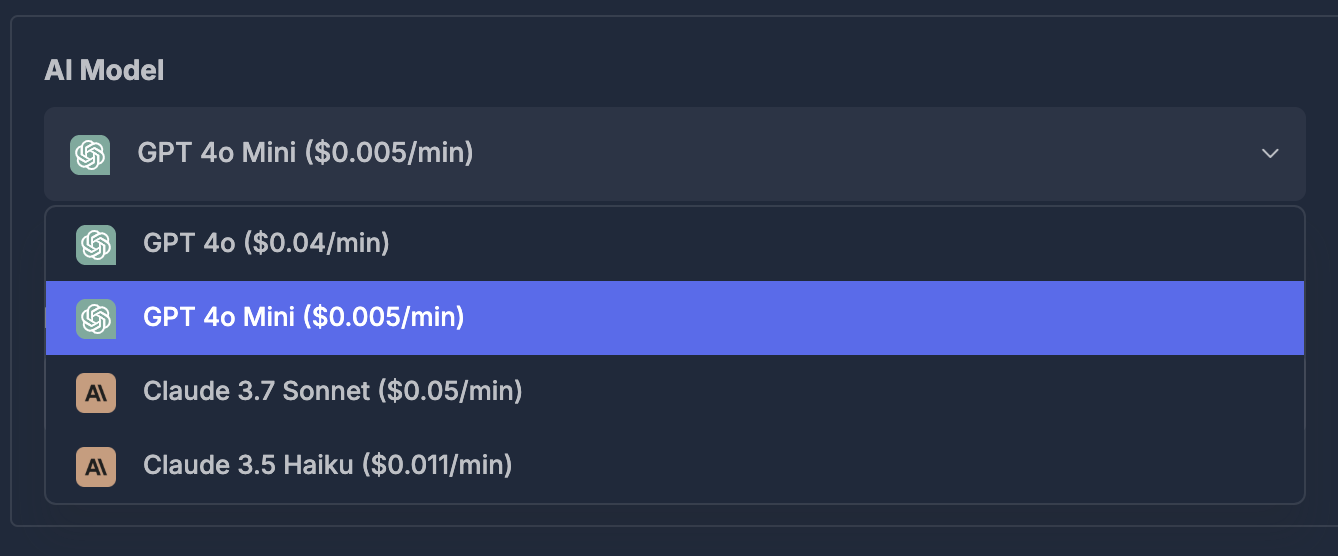 AI Model
GPT 4o Mini ($0.005/min)
GPT 4o ($0.04/min)
GPT 4o Mini ($0.005/min)
Claude 3.7 Sonnet ($0.05/min)
Claude 3.5 Haiku ($0.011/min)